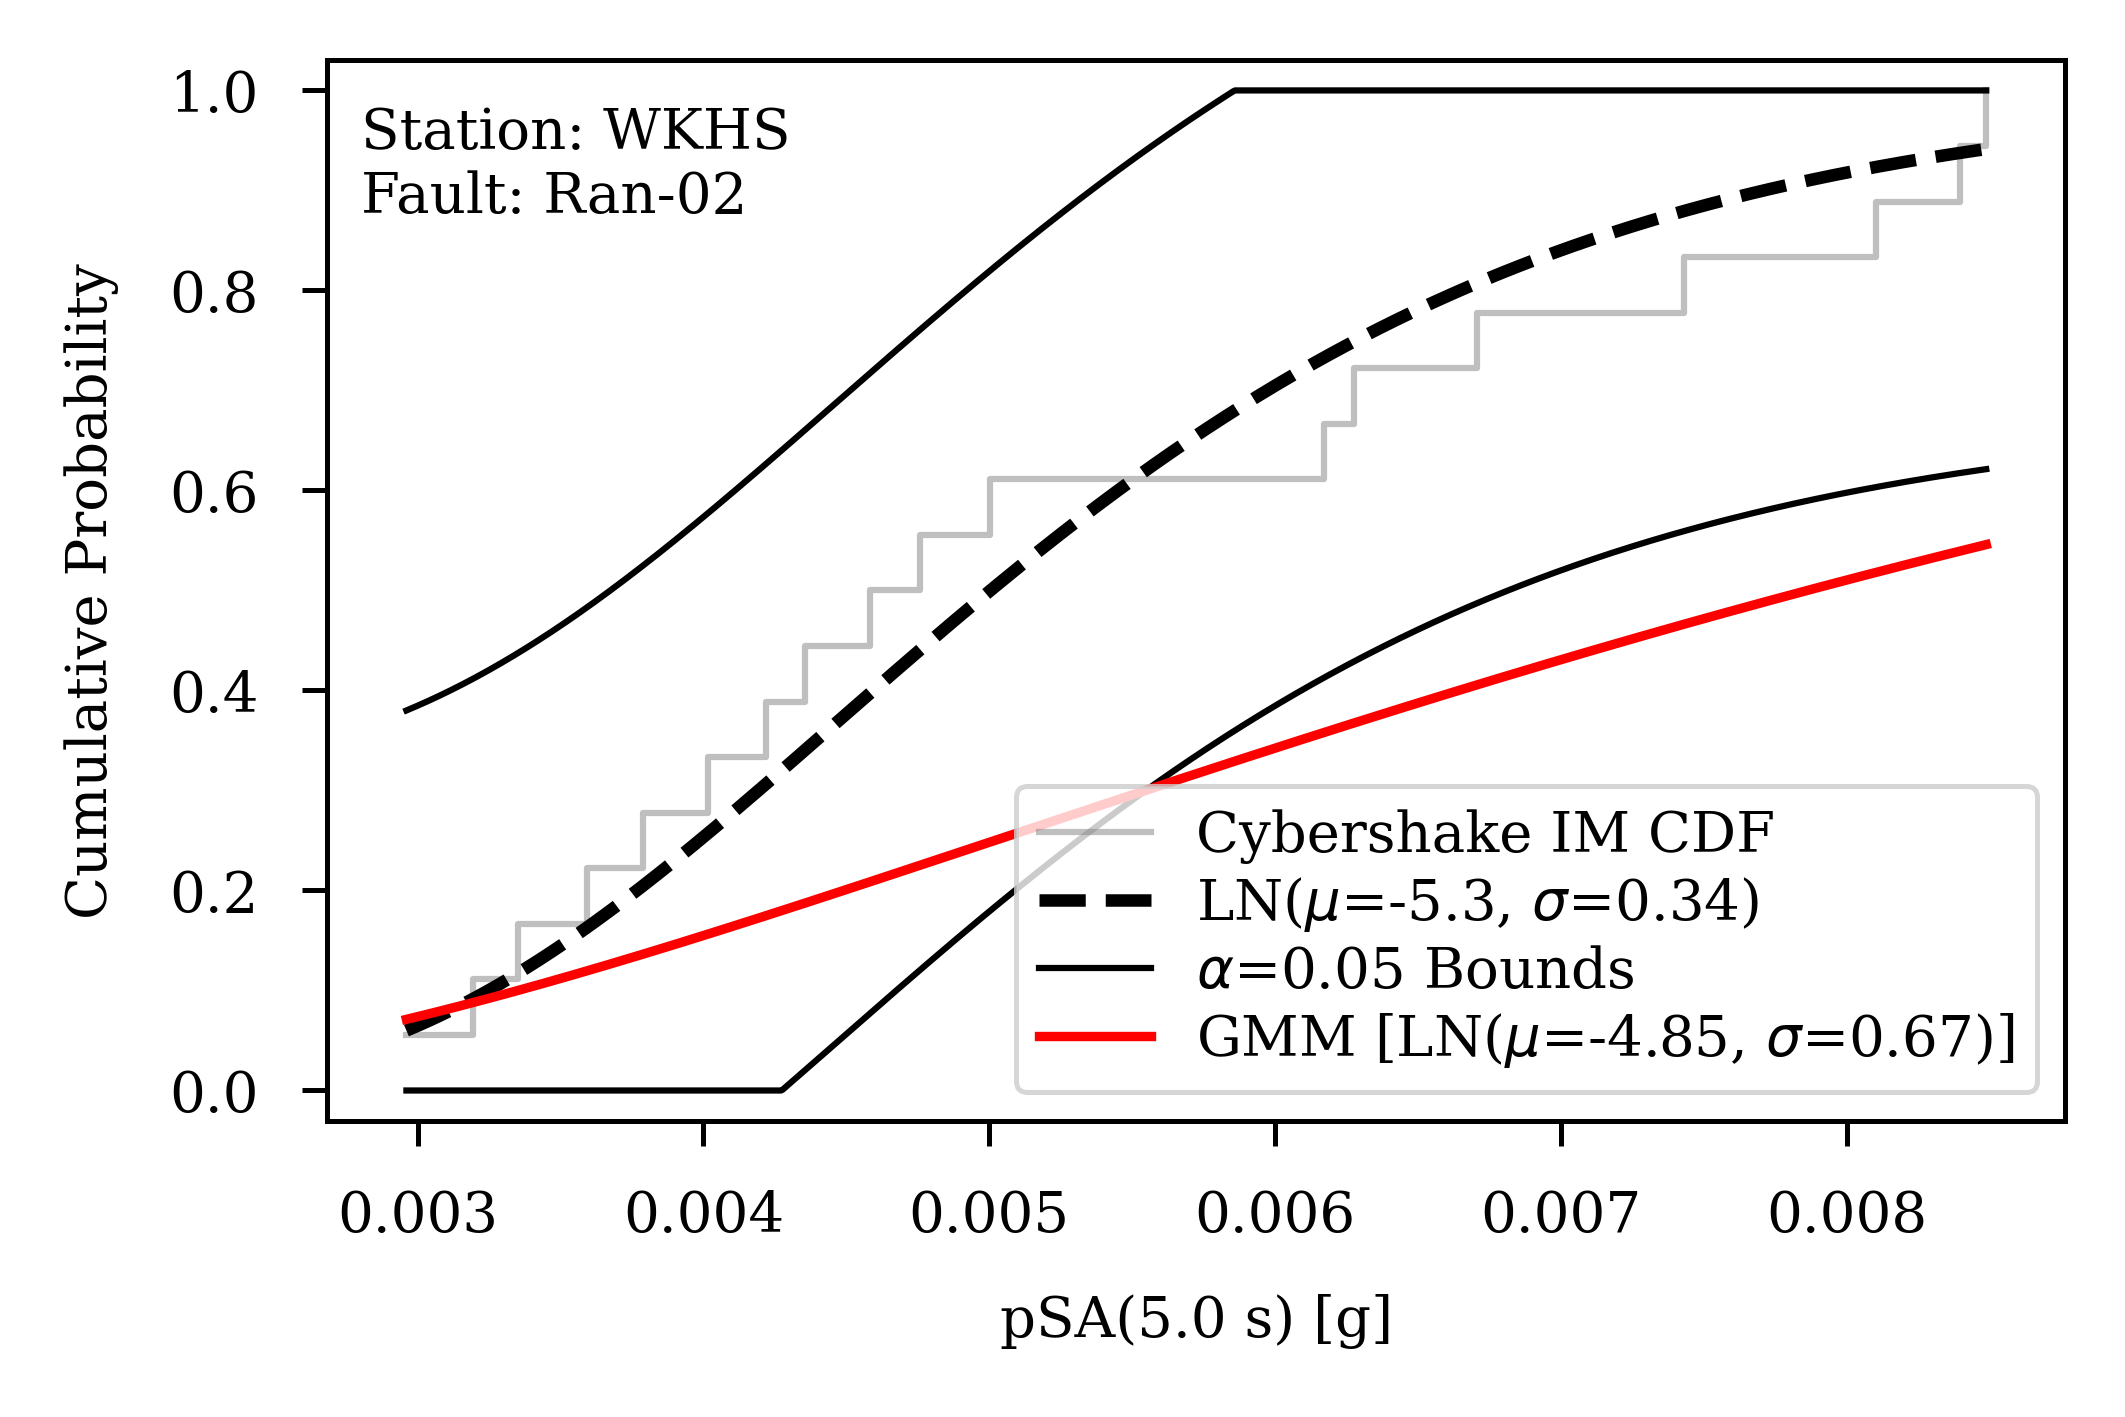 Station: WKHS
Fault: Ran-02
Cumulative Probability
1.0
0.8
0.6
0.4
0.2
0.0
Cybershake IM CDF
LN(μ=-5.3, σ=0.34)
α=0.05 Bounds
GMM [LN(μ=-4.85, σ=0.67)]
0.003 0.004 0.005 0.006 0.007 0.008
pSA(5.0 s) [g]